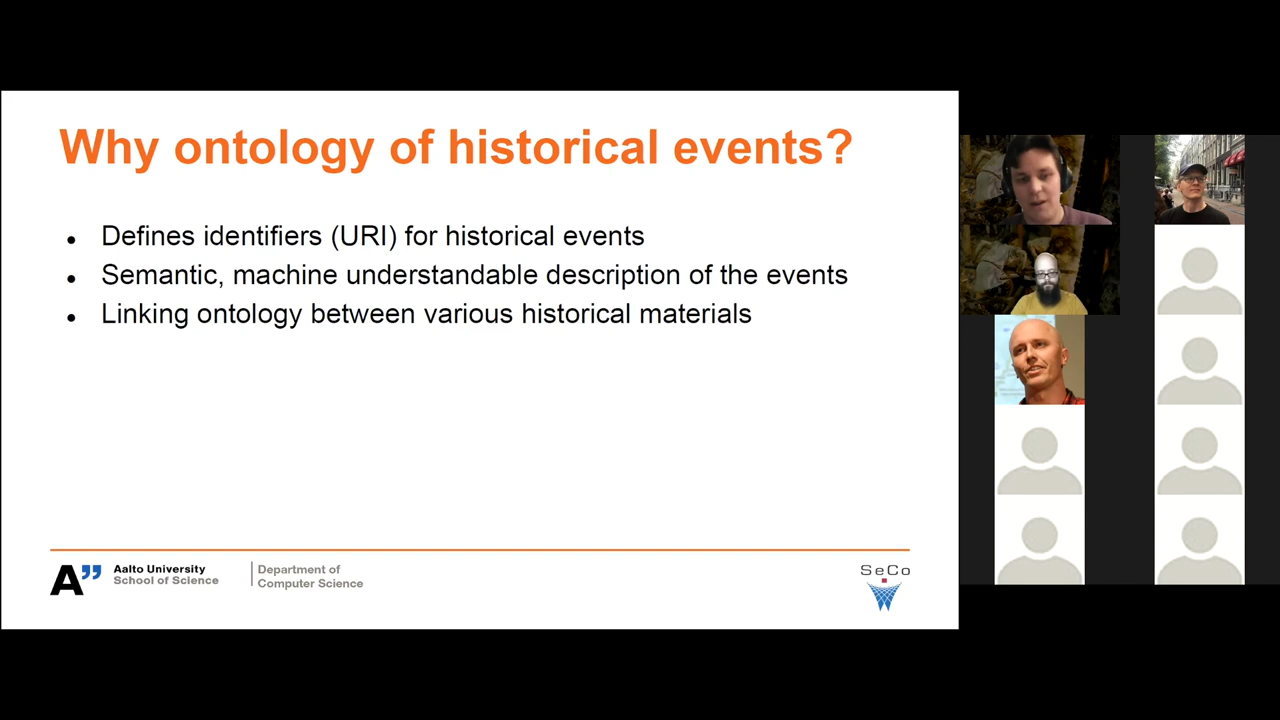 Why ontology of historical events?
● Defines identifiers (URI) for historical events
● Semantic, machine understandable description of the events
● Linking ontology between various historical materials
A”
Aalto University
School of Science
Department of
Computer Science
SeCo